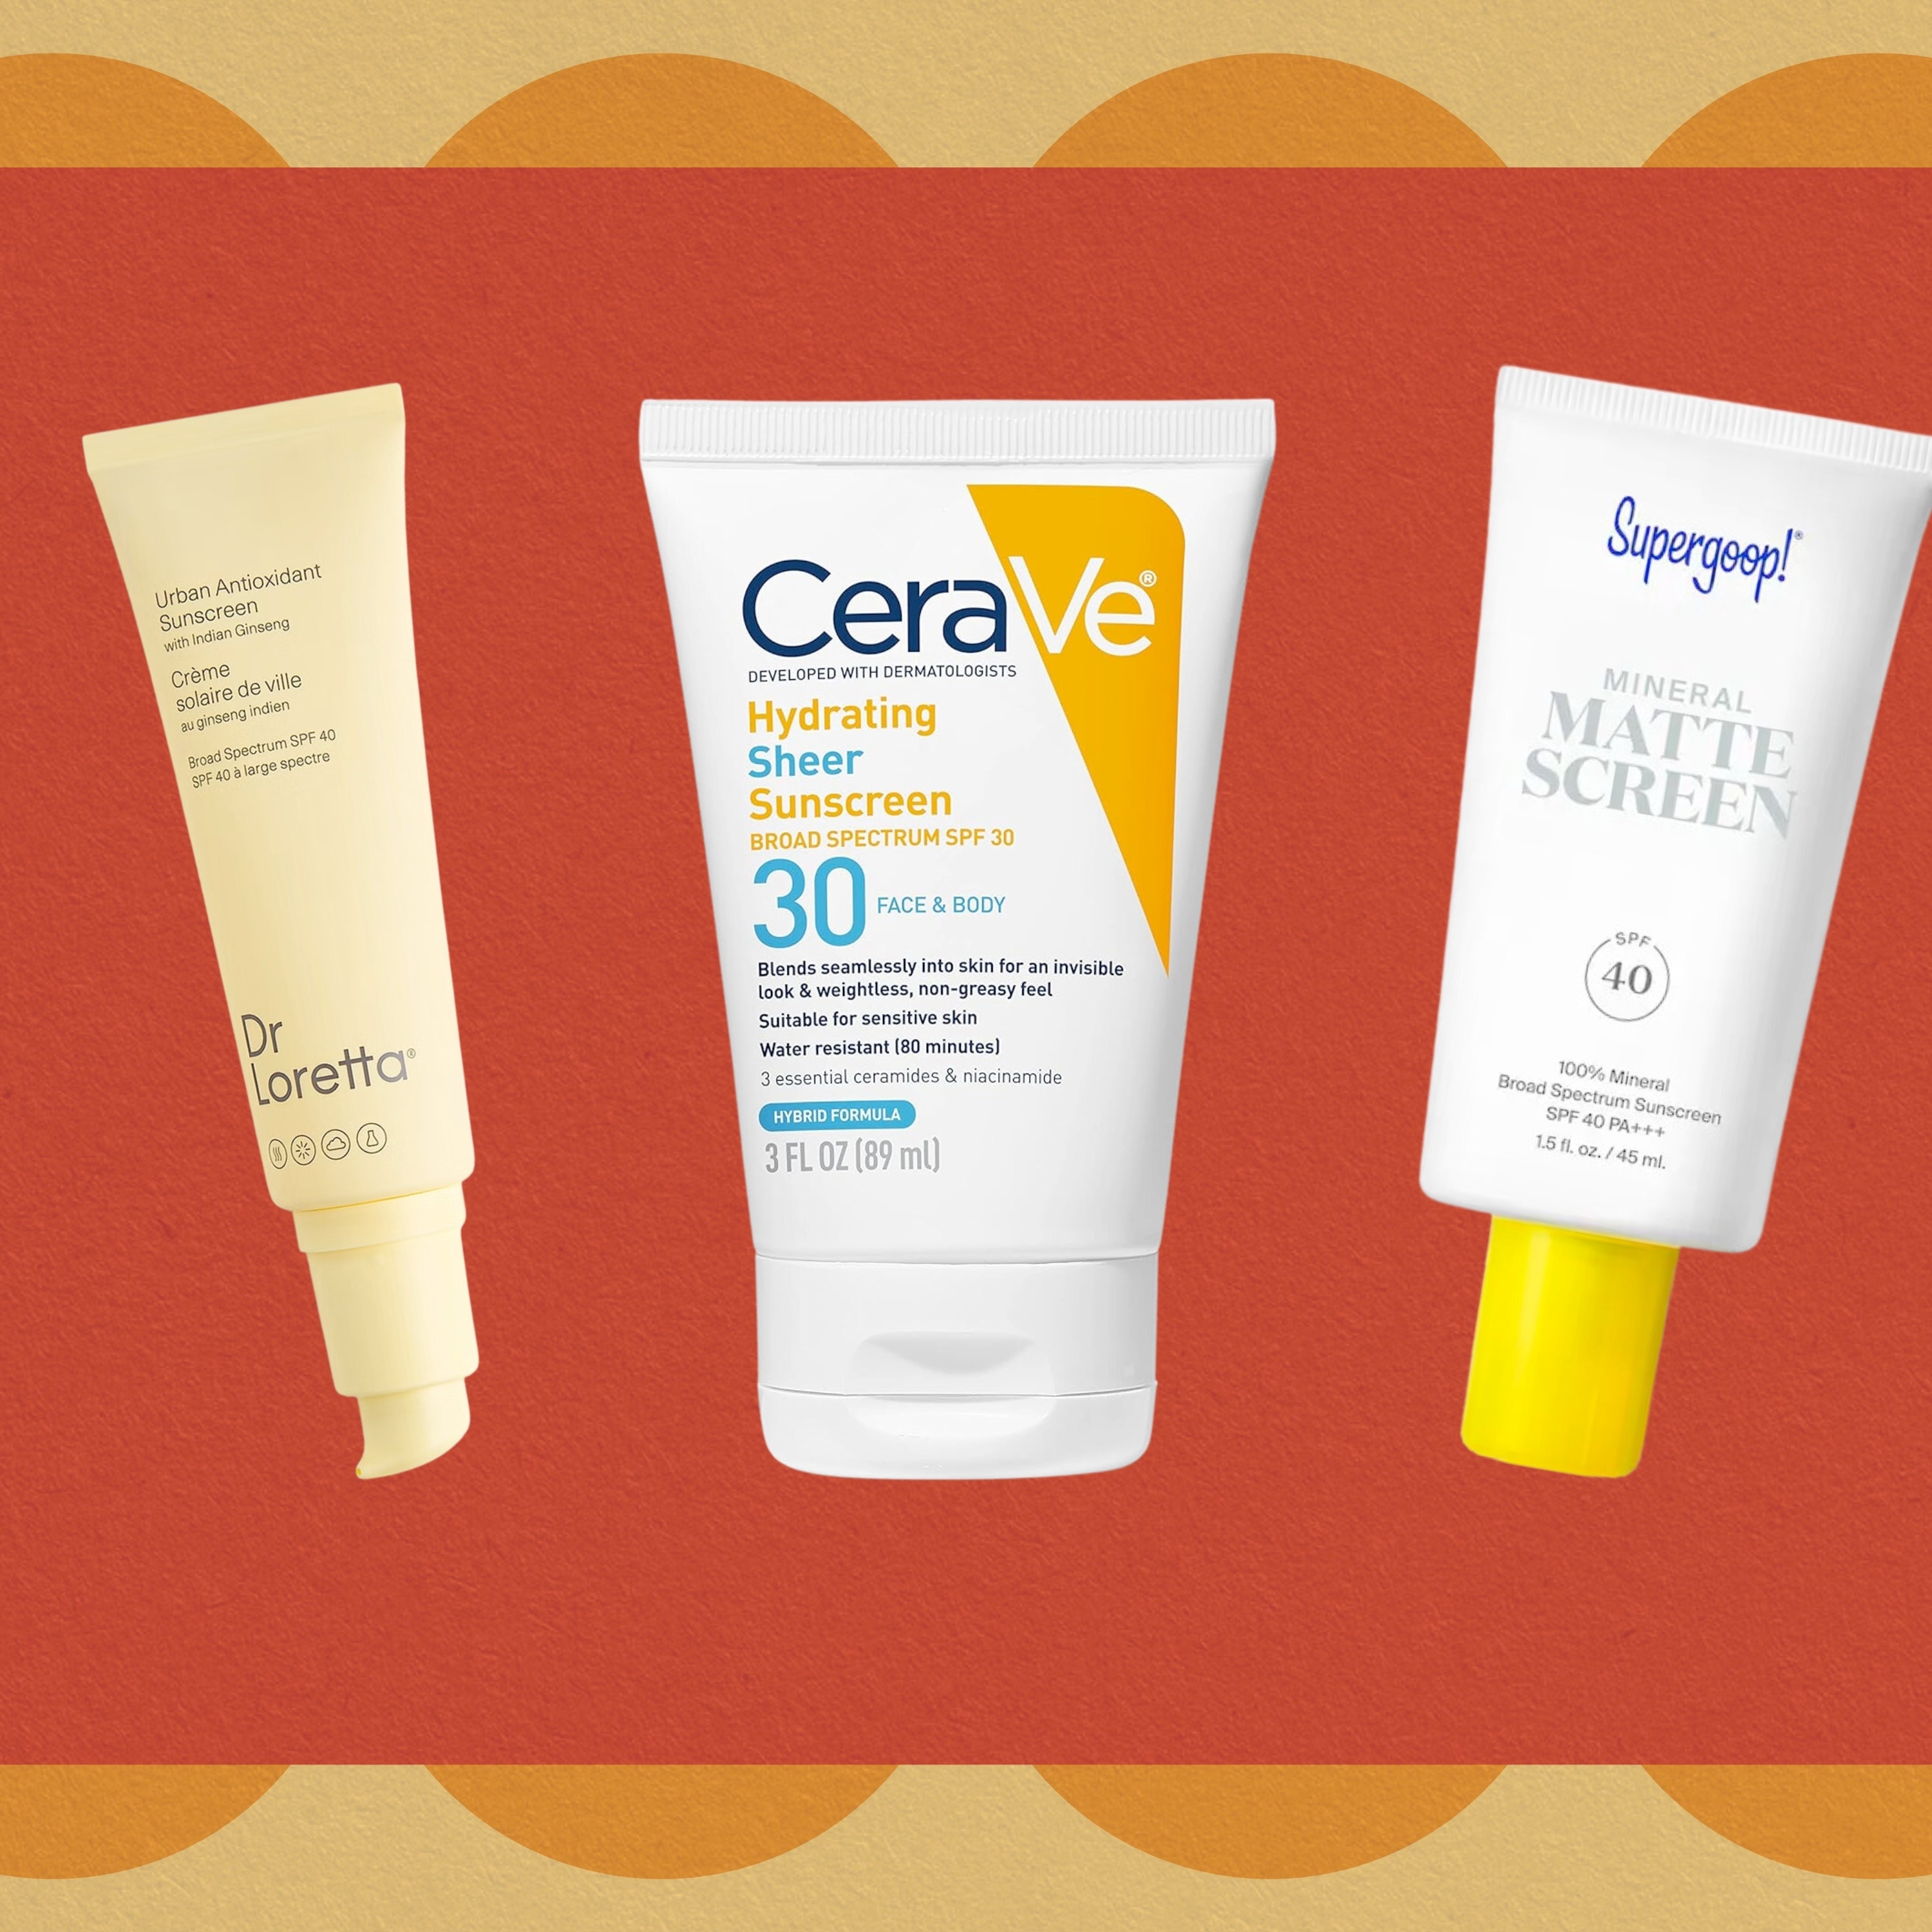 Urban Antioxidant
Sunscreen
with Indian Ginseng
Crème
solaire de ville
au ginseng indien
Broad Spectrum SPF 40
SPF 40 à large spectre
Dr
Loretta®
CeraVe®
DEVELOPED WITH DERMATOLOGISTS
Hydrating
Sheer
Sunscreen
BROAD SPECTRUM SPF 30
30 FACE & BODY
Blends seamlessly into skin for an invisible
look & weightless, non-greasy feel
Suitable for sensitive skin
Water resistant (80 minutes)
3 essential ceramides & niacinamide
HYBRID FORMULA
3 FL OZ (89 ml)
Supergoop!®
MINERAL
MATTE
SCREEN
SPF
40
100% Mineral
Broad Spectrum Sunscreen
SPF 40 PA+++
1.5 fl. oz. / 45 ml.